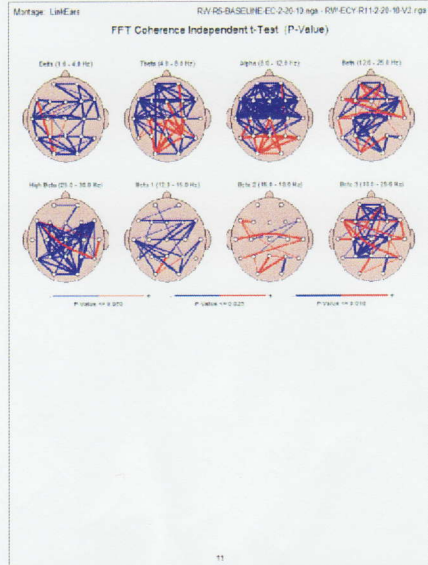 Montage: LinkEars RW-RS-BASELINE-EC-2-20-10.nga - RW-ECY-R11-2-20-10-V2.nga
FFT Coherence Independent t-Test (P-Value)
Delta (1.0 - 4.0 Hz) Theta (4.0 - 8.0 Hz) Alpha (8.0 - 12.0 Hz) Beta (12.0 - 25.0 Hz)
High Beta (25.0 - 30.0 Hz) Beta 1 (12.0 - 15.0 Hz) Beta 2 (15.0 - 18.0 Hz) Beta 3 (18.0 - 25.0 Hz)
P-Value <= 0.050 P-Value <= 0.025 P-Value <= 0.010
11